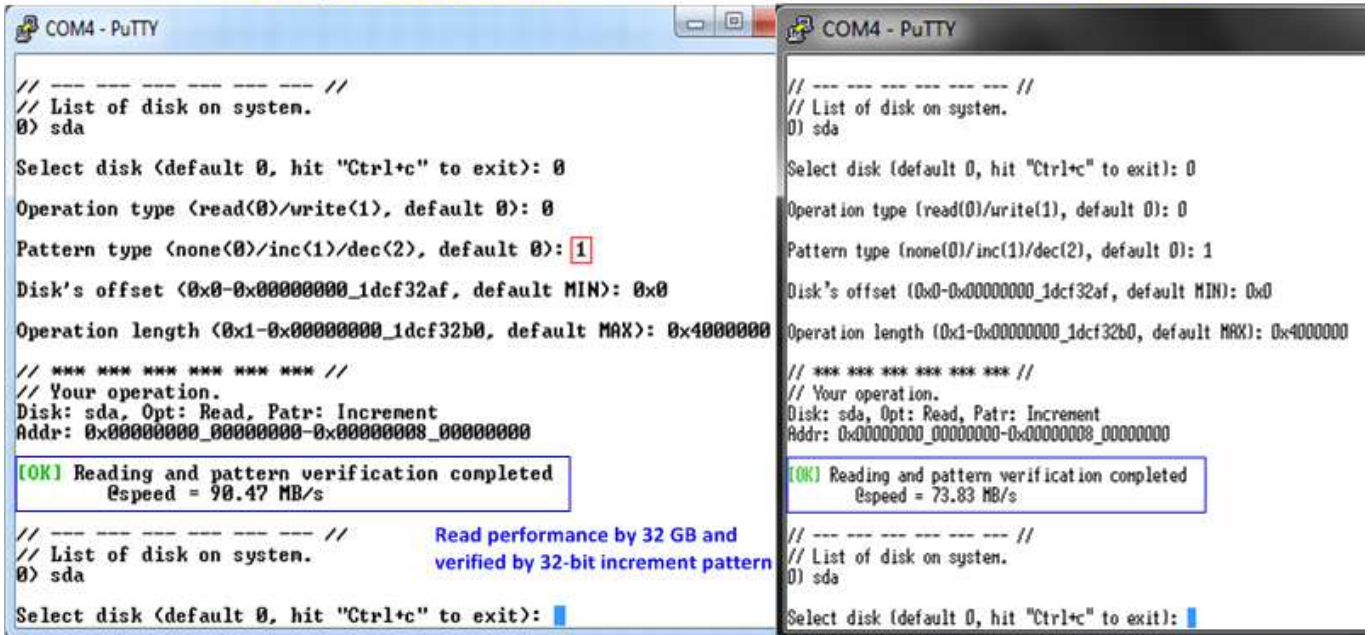 COM4 - PuTTY
// --- --- --- --- --- --- //
// List of disk on system.
0) sda
Select disk (default 0, hit "Ctrl+c" to exit): 0
Operation type (read(0)/write(1), default 0): 0
Pattern type (none(0)/inc(1)/dec(2), default 0): 1
Disk's offset (0x0-0x00000000_1dcf32af, default MIN): 0x0
Operation length (0x1-0x00000000_1dcf32b0, default MAX): 0x4000000
// *** *** *** *** *** *** //
// Your operation.
Disk: sda, Opt: Read, Patr: Increment
Addr: 0x00000000_00000000-0x00000008_00000000
[OK] Reading and pattern verification completed
@speed = 90.47 MB/s
// --- --- --- --- --- --- //
// List of disk on system.
0) sda
Read performance by 32 GB and
verified by 32-bit increment pattern
Select disk (default 0, hit "Ctrl+c" to exit):
COM4 - PuTTY
// --- --- --- --- --- --- //
// List of disk on system.
0) sda
Select disk (default 0, hit "Ctrl+c" to exit): 0
Operation type (read(0)/write(1), default 0): 0
Pattern type (none(0)/inc(1)/dec(2), default 0): 1
Disk's offset (0x0-0x00000000_1dcf32af, default MIN): 0x0
Operation length (0x1-0x00000000_1dcf32b0, default MAX): 0x4000000
// *** *** *** *** *** *** //
// Your operation.
Disk: sda, Opt: Read, Patr: Increment
Addr: 0x00000000_00000000-0x00000008_00000000
[OK] Reading and pattern verification completed
@speed = 73.83 MB/s
// --- --- --- --- --- --- //
// List of disk on system.
0) sda
Select disk (default 0, hit "Ctrl+c" to exit):